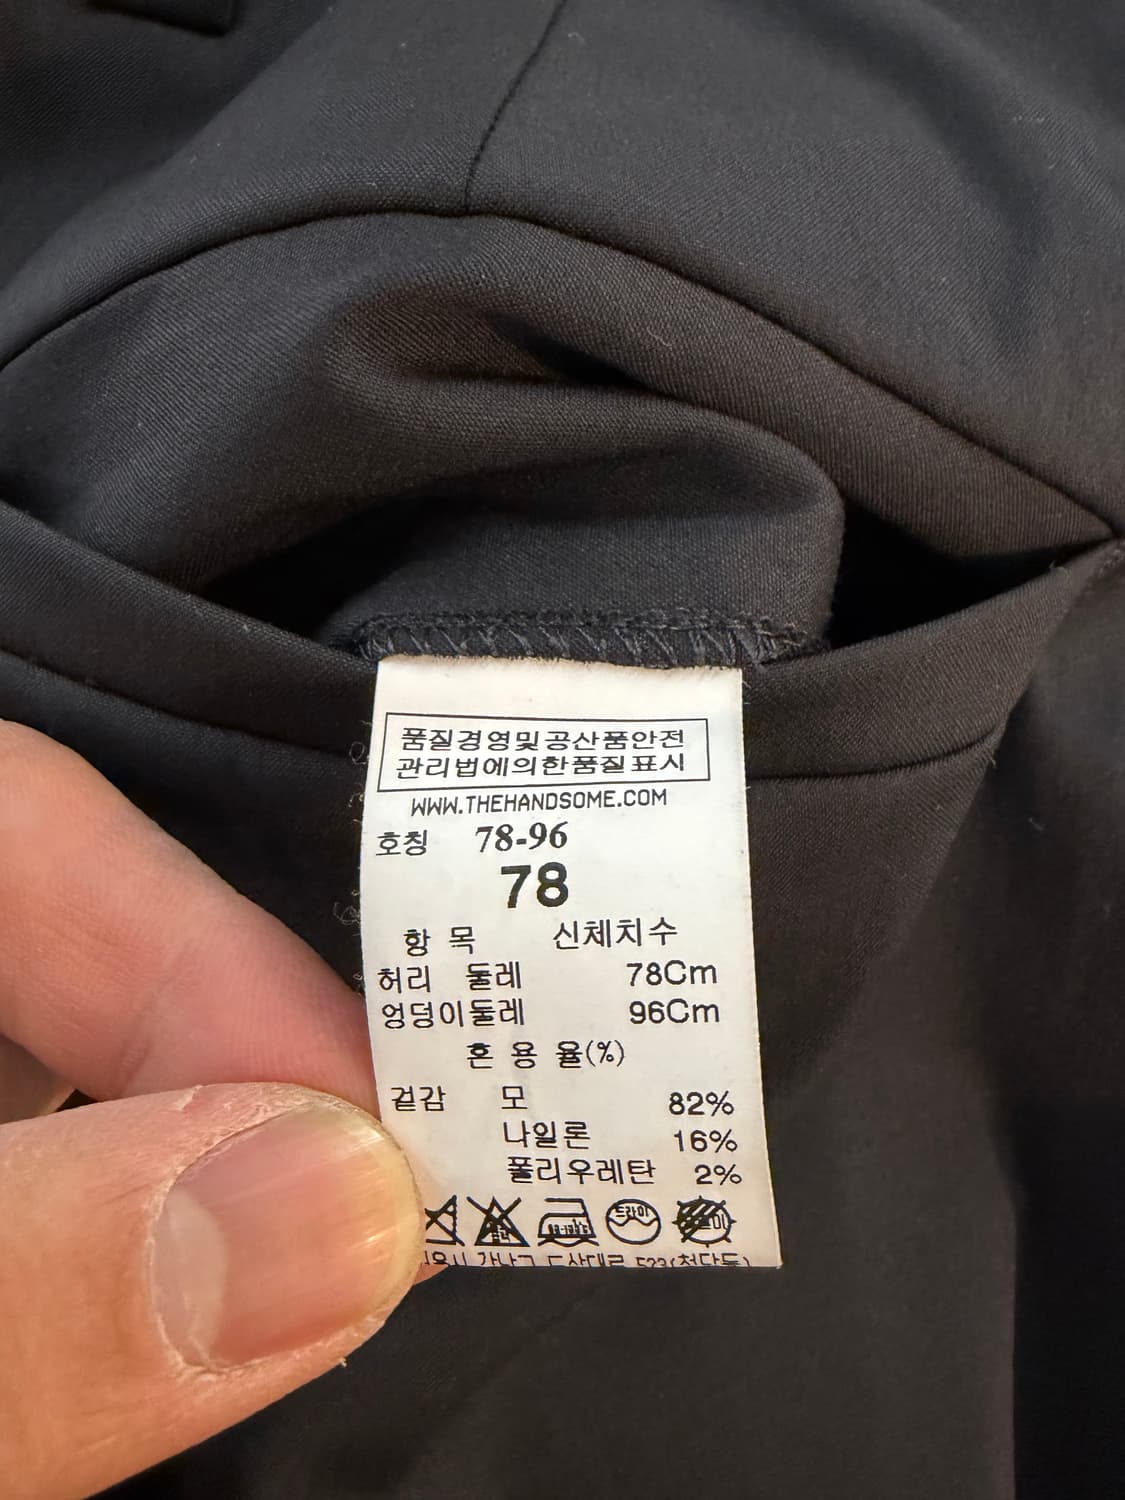 품질경영및공산품안전
관리법에의한품질표시
WWW.THEHANDSOME.COM
호칭 78-96
78
항 목 신체치수
허리 둘레 78Cm
엉덩이둘레 96Cm
혼 용 율(%)
겉감 모 82%
나일론 16%
폴리우레탄 2%
드라이